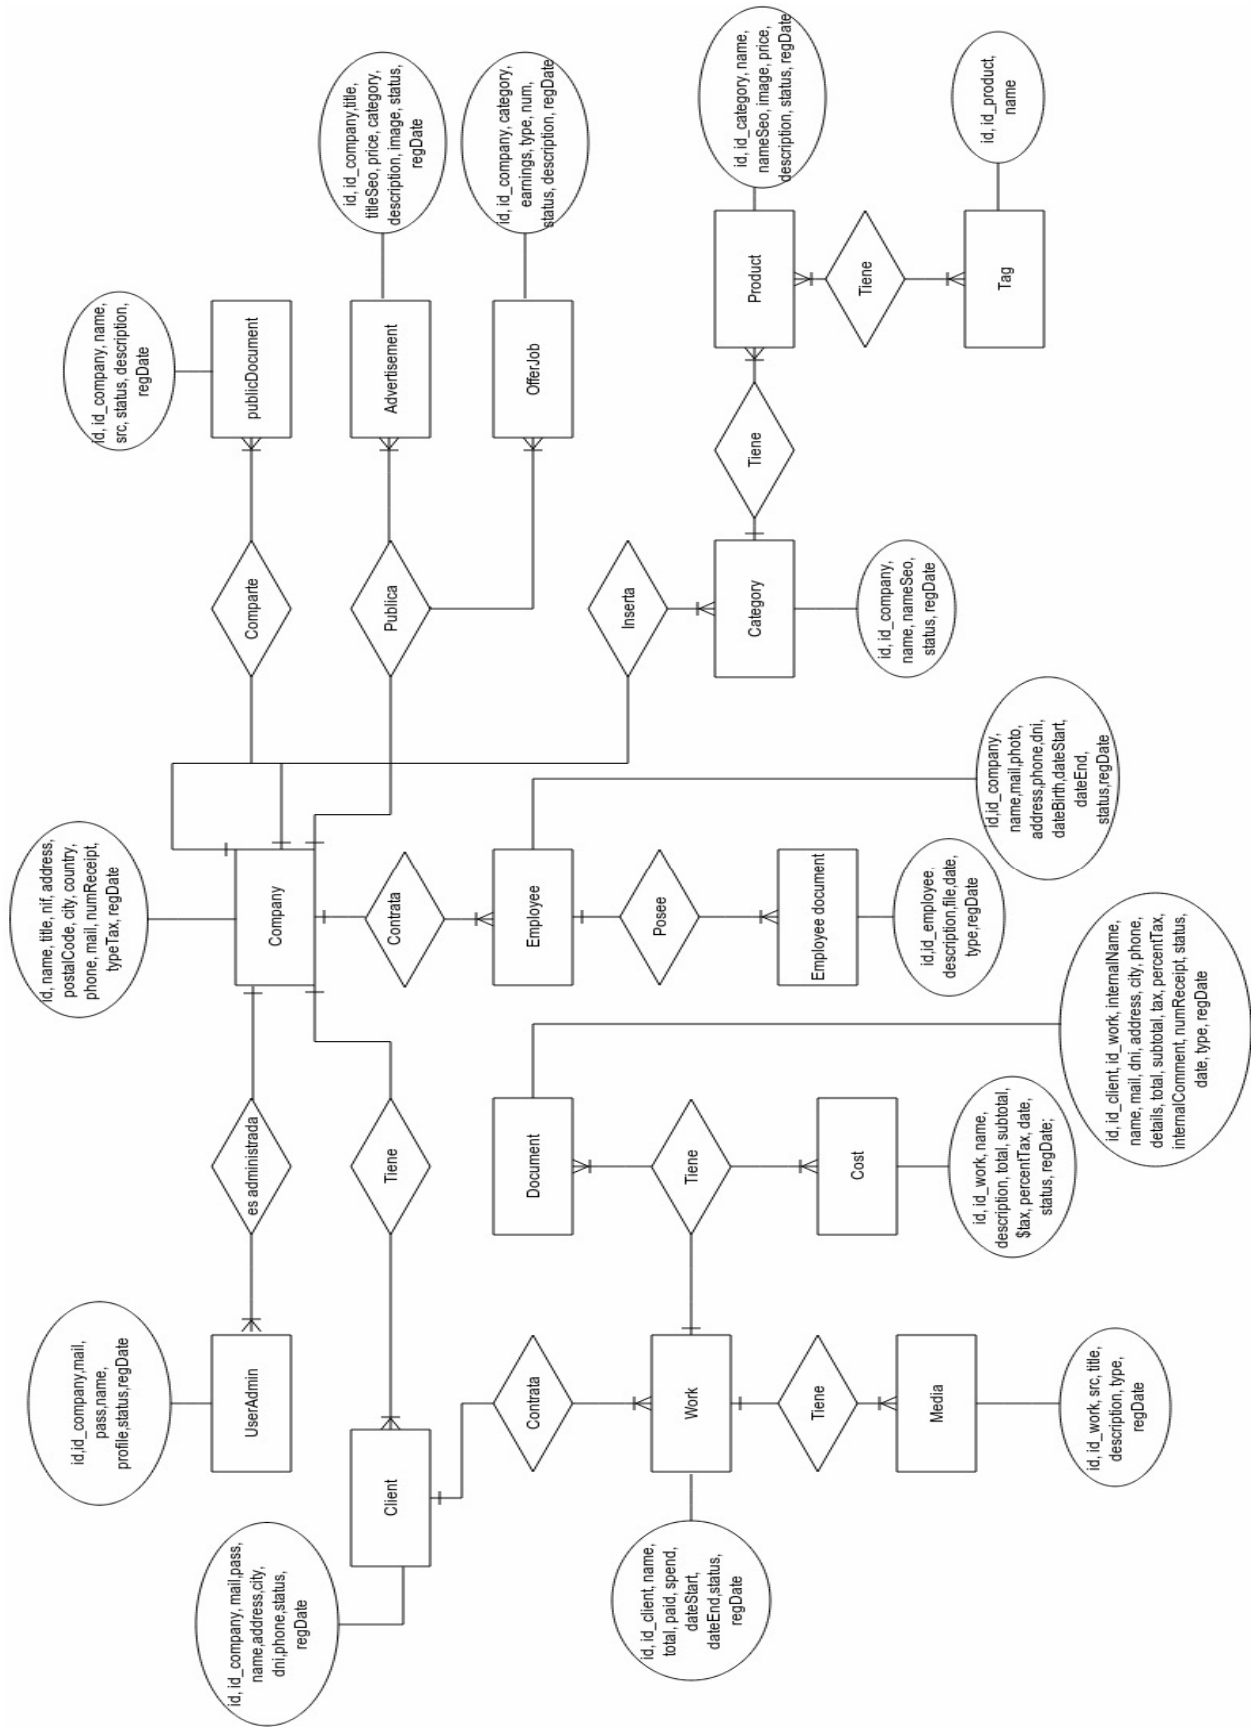 id, id_company, mail,pass,
name,address,city,
dni,phone,status,
regDate
Client
id,id_company,mail,
pass,name,
profile,status,regDate
UserAdmin
es administrada
Tiene
id, name, title, nif, address,
postalCode, city, country,
phone, mail, numReceipt,
typeTax, regDate
Company
Comparte
id, id_company, name,
src, status, description,
regDate
publicDocument
Publica
id, id_company,title,
titleSeo, price, category,
description, image, status,
regDate
Advertisement
id, id_company, category,
earnings, type, num,
status, description, regDate
OfferJob
Contrata
Employee
id,id_company,
name,mail,photo,
address,phone,dni,
dateBirth,dateStart,
dateEnd,
status,regDate
Posee
Employee document
id,id_employee,
description,file,date,
type,regDate
Inserta
Category
id, id_company,
name, nameSeo,
status, regDate
Tiene
Product
id, id_category, name,
nameSeo, image, price,
description, status, regDate
Tiene
Tag
id, id_product,
name
Contrata
Work
id, id_client, name,
total, paid, spend,
dateStart,
dateEnd,status,
regDate
Tiene
Media
id, id_work, src, title,
description, type,
regDate
Tiene
Document
id, id_client, id_work, internalName,
name, mail, dni, address, city, phone,
details, total, subtotal, tax, percentTax,
internalComment, numReceipt, status,
date, type, regDate
Cost
id, id_work, name,
description, total, subtotal,
$tax, percentTax, date,
status, regDate;